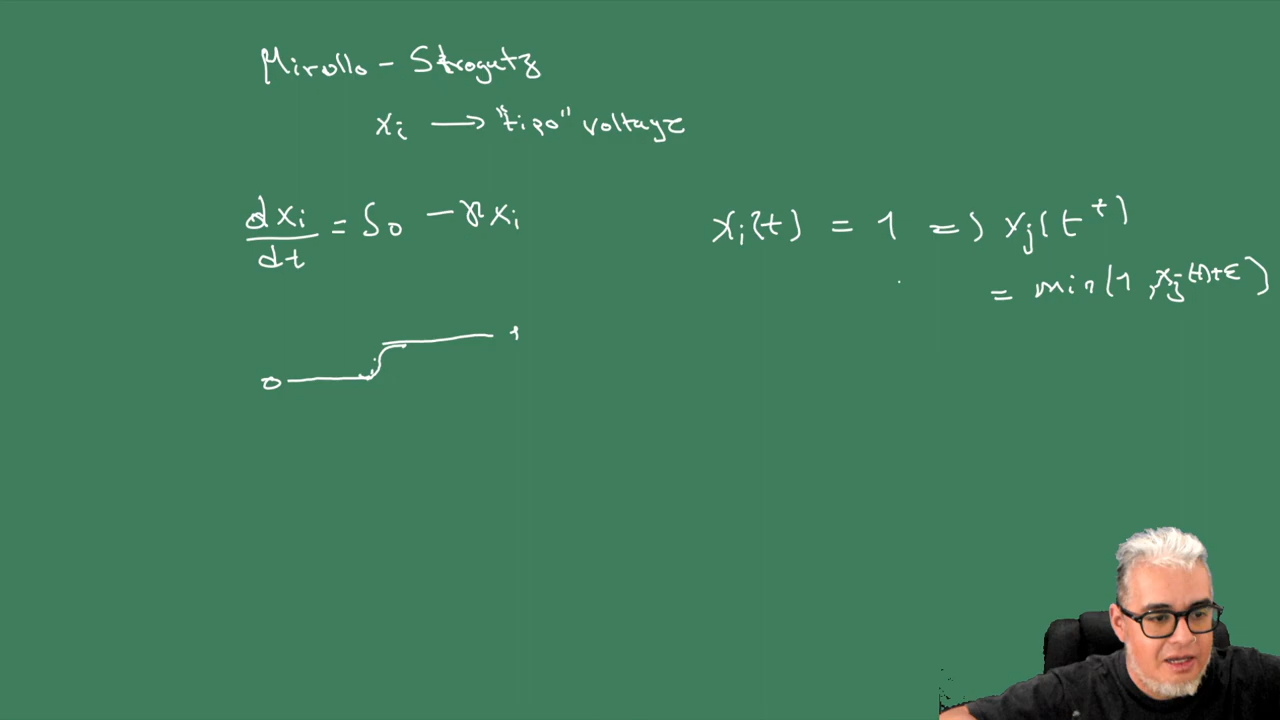 Mirollo - Strogatz
xi → "tipo" voltage
dxi/dt = S0 - γxi
xi(t) = 1 => xj(t+)
= min(1, xj(t)+ε)
1
0